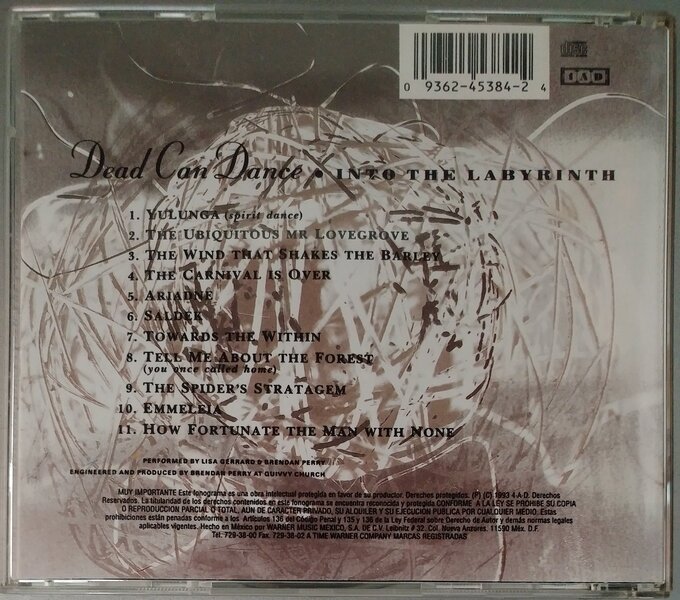 0 9362-45384-2 4
4AD
Dead Can Dance • INTO THE LABYRINTH
1. YULUNGA (spirit dance)
2. THE UBIQUITOUS MR LOVEGROVE
3. THE WIND THAT SHAKES THE BARLEY
4. THE CARNIVAL IS OVER
5. ARIADNE
6. SALDEK
7. TOWARDS THE WITHIN
8. TELL ME ABOUT THE FOREST
(you once called home)
9. THE SPIDER'S STRATAGEM
10. EMMELEIA
11. HOW FORTUNATE THE MAN WITH NONE
PERFORMED BY LISA GERRARD & BRENDAN PERRY
ENGINEERED AND PRODUCED BY BRENDAN PERRY AT QUIVVY CHURCH
MUY IMPORTANTE Este fonograma es una obra intelectual protegida en favor de su productor. Derechos protegidos. (P) (C) 1993 4-A-D. Derechos
Reservados. La titularidad de los derechos contenidos en este fonograma se encuentra reconocida y protegida CONFORME A LA LEY SE PROHIBE SU COPIA
O REPRODUCCION PARCIAL O TOTAL, AUN DE CARACTER PRIVADO, SU ALQUILER Y SU EJECUCION PUBLICA POR CUALQUIER MEDIO. Estas
prohibiciones están penadas conforme a los Artículos 136 del Código Penal y 135 y 136 de la Ley Federal sobre Derecho de Autor y demás normas legales
aplicables vigentes. Hecho en México por WARNER MUSIC MEXICO, S.A. DE C.V. Leibnitz # 32. Col. Nueva Anzures. 11590 Méx. D.F.
Tel. 729-38-00 Fax. 729-38-02 A TIME WARNER COMPANY MARCAS REGISTRADAS